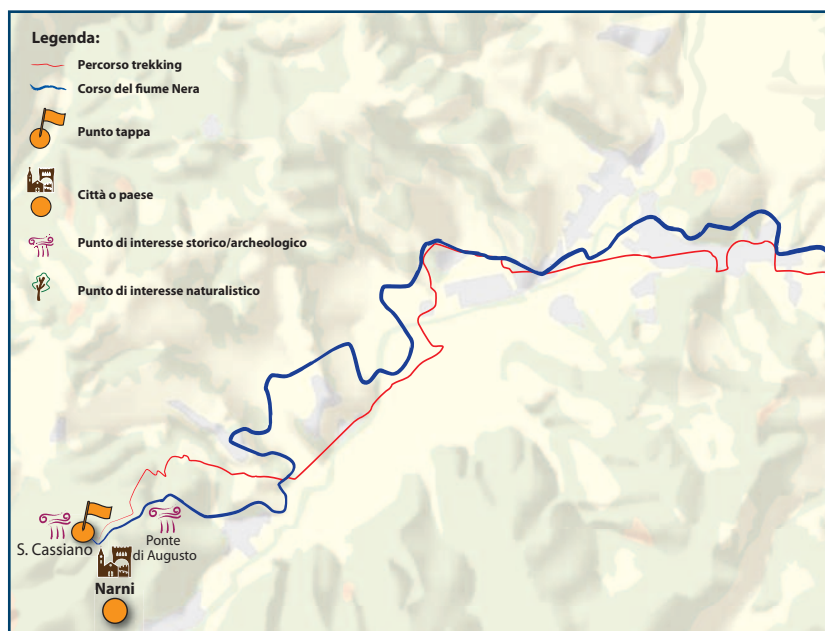 Legenda:
Percorso trekking
Corso del fiume Nera
Punto tappa
Città o paese
Punto di interesse storico/archeologico
Punto di interesse naturalistico
S. Cassiano
Ponte
di Augusto
Narni